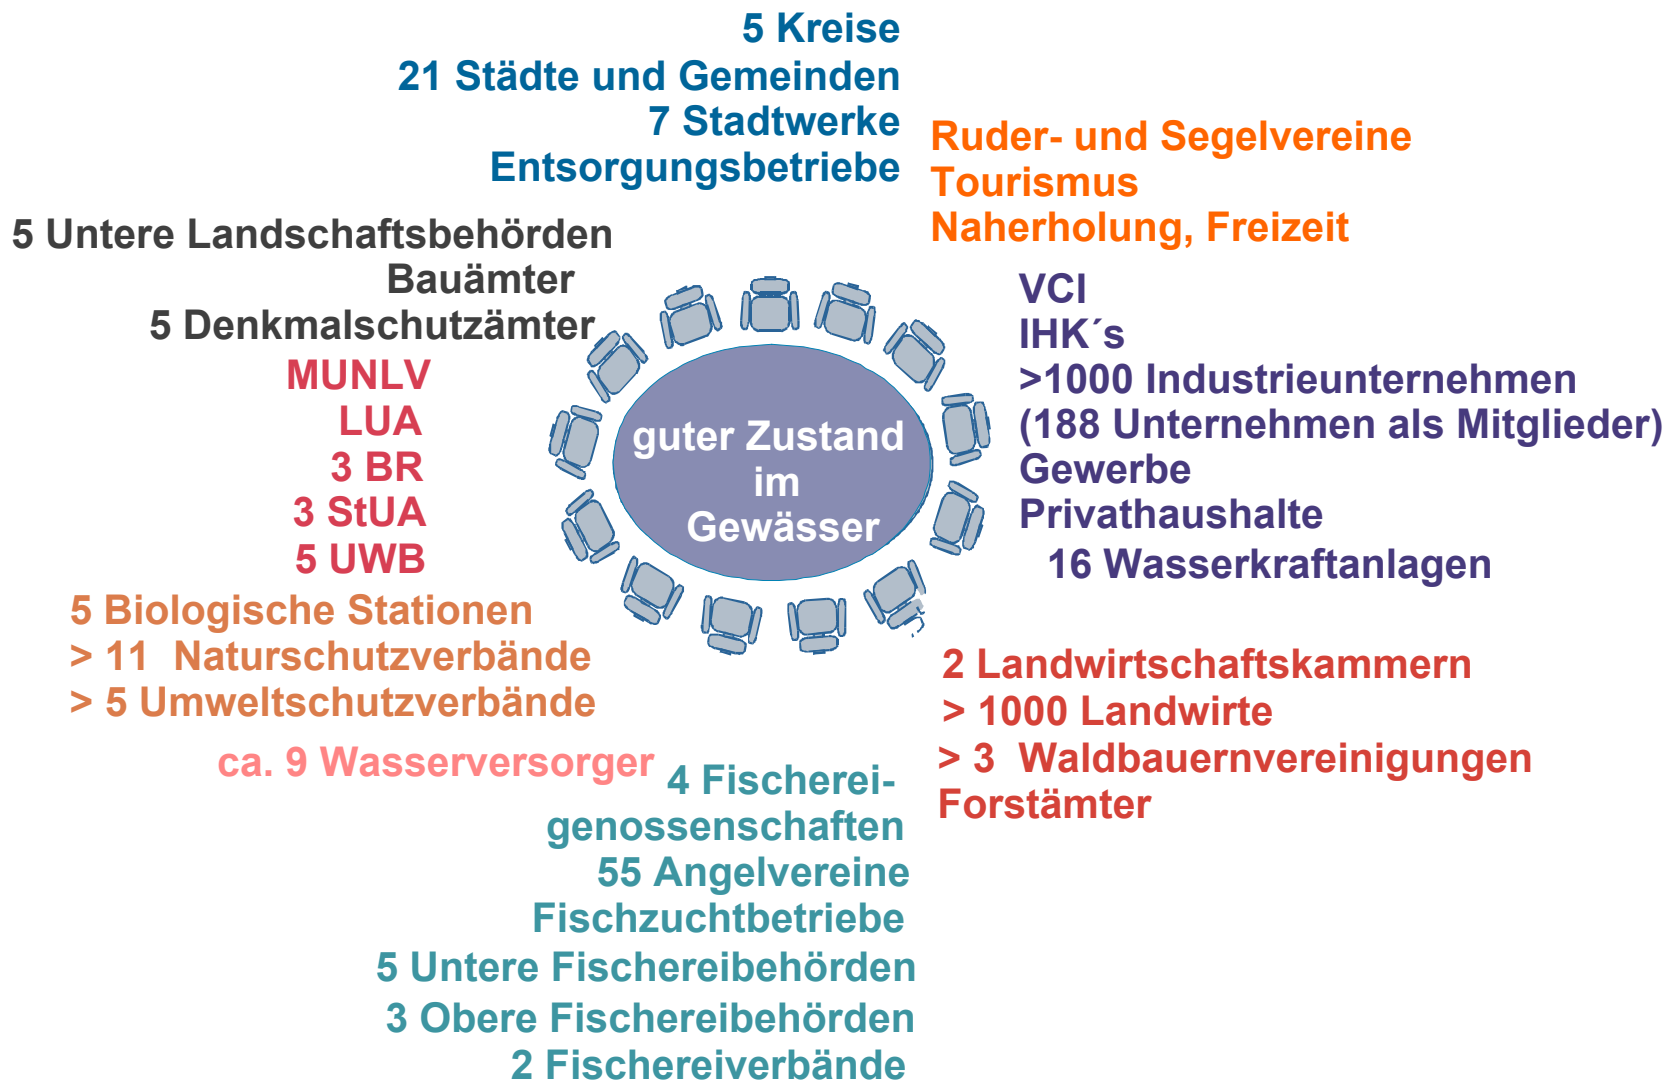 5 Kreise
21 Städte und Gemeinden
7 Stadtwerke
Entsorgungsbetriebe
Ruder- und Segelvereine
Tourismus
Naherholung, Freizeit
5 Untere Landschaftsbehörden
Bauämter
5 Denkmalschutzämter
MUNLV
LUA
3 BR
3 StUA
5 UWB
guter Zustand
im
Gewässer
VCI
IHK´s
>1000 Industrieunternehmen
(188 Unternehmen als Mitglieder)
Gewerbe
Privathaushalte
16 Wasserkraftanlagen
5 Biologische Stationen
> 11 Naturschutzverbände
> 5 Umweltschutzverbände
2 Landwirtschaftskammern
> 1000 Landwirte
> 3 Waldbauernvereinigungen
Forstämter
ca. 9 Wasserversorger
4 Fischerei-
genossenschaften
55 Angelvereine
Fischzuchtbetriebe
5 Untere Fischereibehörden
3 Obere Fischereibehörden
2 Fischereiverbände